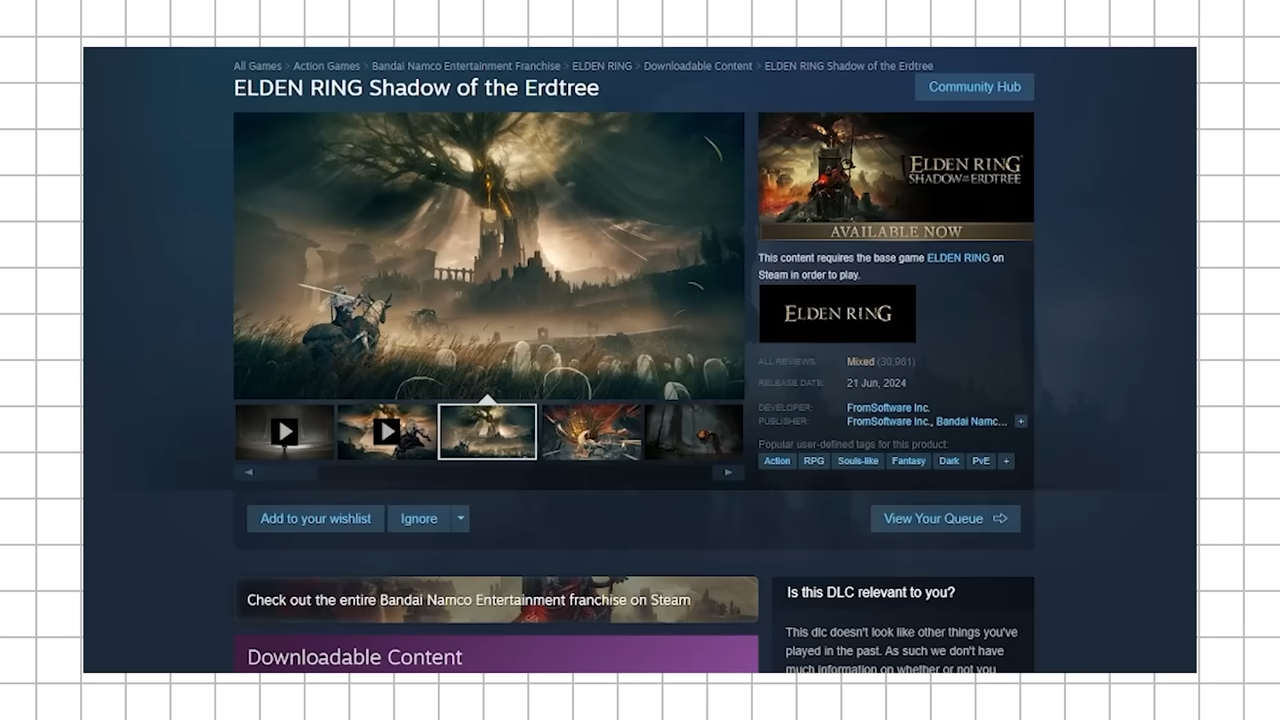 All Games > Action Games > Bandai Namco Entertainment Franchise > ELDEN RING > Downloadable Content > ELDEN RING Shadow of the Erdtree
ELDEN RING Shadow of the Erdtree
Community Hub
ELDEN RING
SHADOW OF THE ERDTREE
AVAILABLE NOW
This content requires the base game ELDEN RING on
Steam in order to play.
ELDEN RING
ALL REVIEWS: Mixed (30,961)
RELEASE DATE: 21 Jun, 2024
DEVELOPER: FromSoftware Inc.
PUBLISHER: FromSoftware Inc., Bandai Namc... +
Popular user-defined tags for this product:
Action RPG Souls-like Fantasy Dark PvE +
Add to your wishlist Ignore
View Your Queue
Check out the entire Bandai Namco Entertainment franchise on Steam
Downloadable Content
Is this DLC relevant to you?
This dlc doesn't look like other things you've
played in the past. As such we don't have
much information on whether or not you